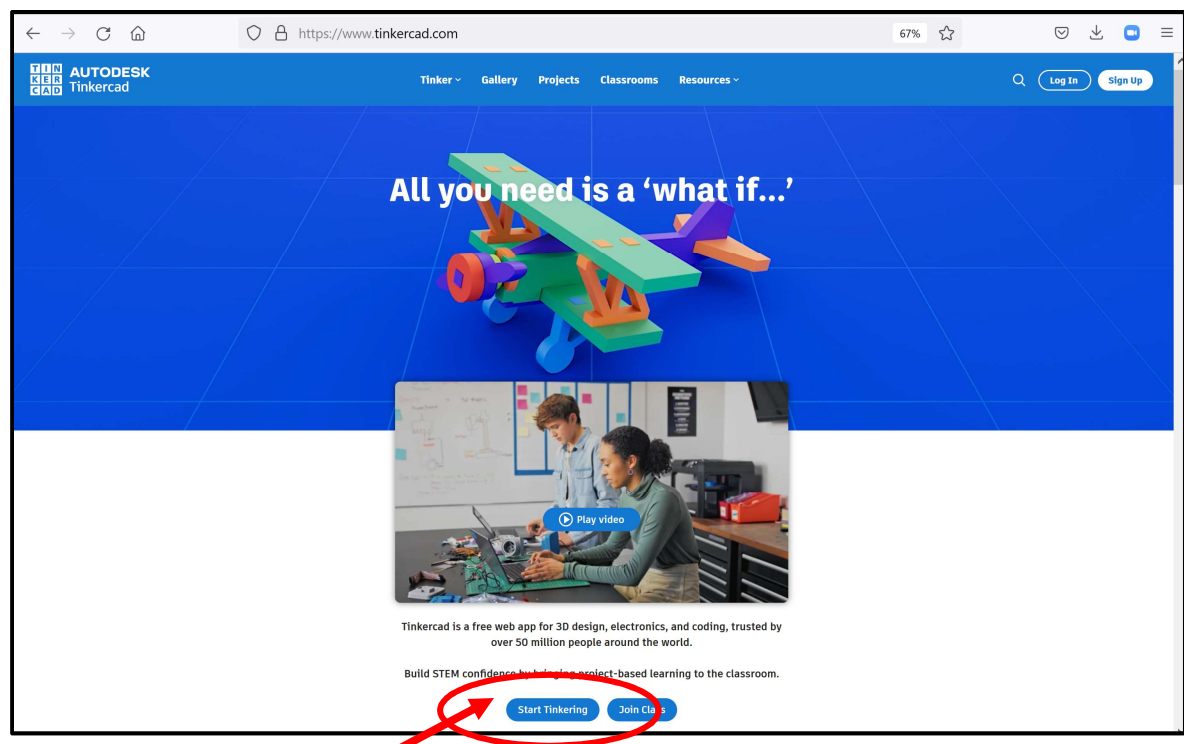 https://www.tinkercad.com
67%
TIN
KER
CAD
AUTODESK
Tinkercad
Tinker
Gallery
Projects
Classrooms
Resources
Log In
Sign Up
All you need is a ‘what if...’
Play video
Tinkercad is a free web app for 3D design, electronics, and coding, trusted by
over 50 million people around the world.
Build STEM confidence by bringing project-based learning to the classroom.
Start Tinkering
Join Class